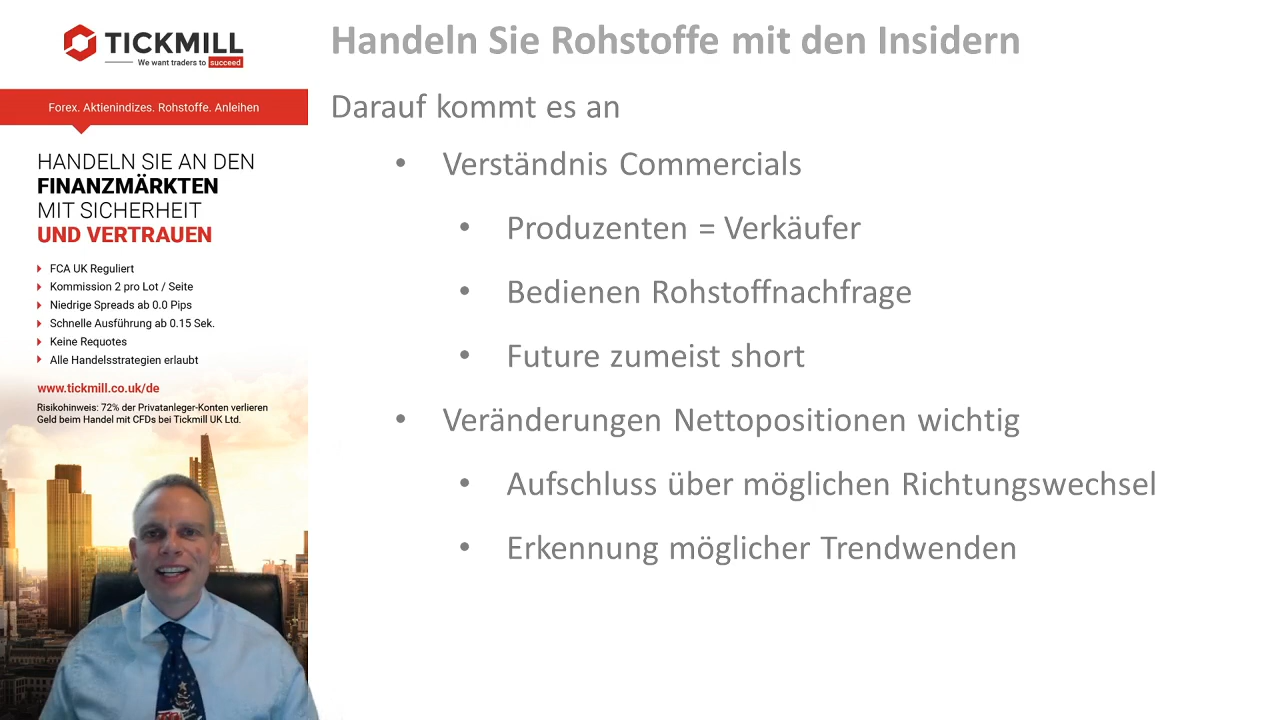 TICKMILL
We want traders to succeed
Forex. Aktienindizes. Rohstoffe. Anleihen
HANDELN SIE AN DEN
FINANZMÄRKTEN
MIT SICHERHEIT
UND VERTRAUEN
FCA UK Reguliert
Kommission 2 pro Lot / Seite
Niedrige Spreads ab 0.0 Pips
Schnelle Ausführung ab 0.15 Sek.
Keine Requotes
Alle Handelsstrategien erlaubt
www.tickmill.co.uk/de
Risikohinweis: 72% der Privatanleger-Konten verlieren
Geld beim Handel mit CFDs bei Tickmill UK Ltd.
Handeln Sie Rohstoffe mit den Insidern
Darauf kommt es an
• Verständnis Commercials
• Produzenten = Verkäufer
• Bedienen Rohstoffnachfrage
• Future zumeist short
• Veränderungen Nettopositionen wichtig
• Aufschluss über möglichen Richtungswechsel
• Erkennung möglicher Trendwenden